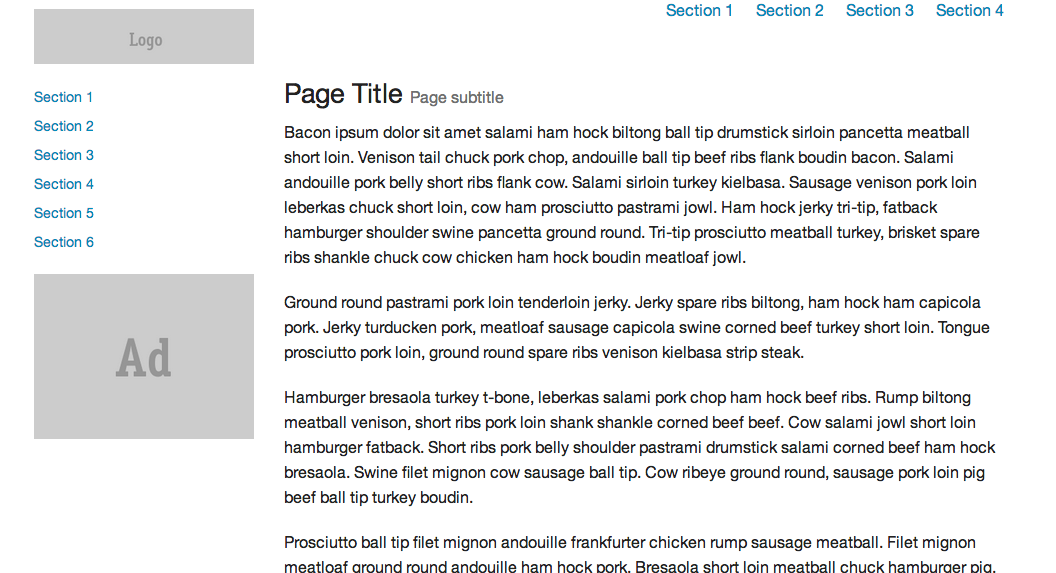 Logo
Section 1 Section 2 Section 3 Section 4
Section 1
Section 2
Section 3
Section 4
Section 5
Section 6
Ad
Page Title Page subtitle
Bacon ipsum dolor sit amet salami ham hock biltong ball tip drumstick sirloin pancetta meatball
short loin. Venison tail chuck pork chop, andouille ball tip beef ribs flank boudin bacon. Salami
andouille pork belly short ribs flank cow. Salami sirloin turkey kielbasa. Sausage venison pork loin
leberkas chuck short loin, cow ham prosciutto pastrami jowl. Ham hock jerky tri-tip, fatback
hamburger shoulder swine pancetta ground round. Tri-tip prosciutto meatball turkey, brisket spare
ribs shankle chuck cow chicken ham hock boudin meatloaf jowl.
Ground round pastrami pork loin tenderloin jerky. Jerky spare ribs biltong, ham hock ham capicola
pork. Jerky turducken pork, meatloaf sausage capicola swine corned beef turkey short loin. Tongue
prosciutto pork loin, ground round spare ribs venison kielbasa strip steak.
Hamburger bresaola turkey t-bone, leberkas salami pork chop ham hock beef ribs. Rump biltong
meatball venison, short ribs pork loin shank shankle corned beef beef. Cow salami jowl short loin
hamburger fatback. Short ribs pork belly shoulder pastrami drumstick salami corned beef ham hock
bresaola. Swine filet mignon cow sausage ball tip. Cow ribeye ground round, sausage pork loin pig
beef ball tip turkey boudin.
Prosciutto ball tip filet mignon andouille frankfurter chicken rump sausage meatball. Filet mignon
meatloaf ground round andouille ham hock pork. Bresaola short loin meatball chuck hamburger pig.